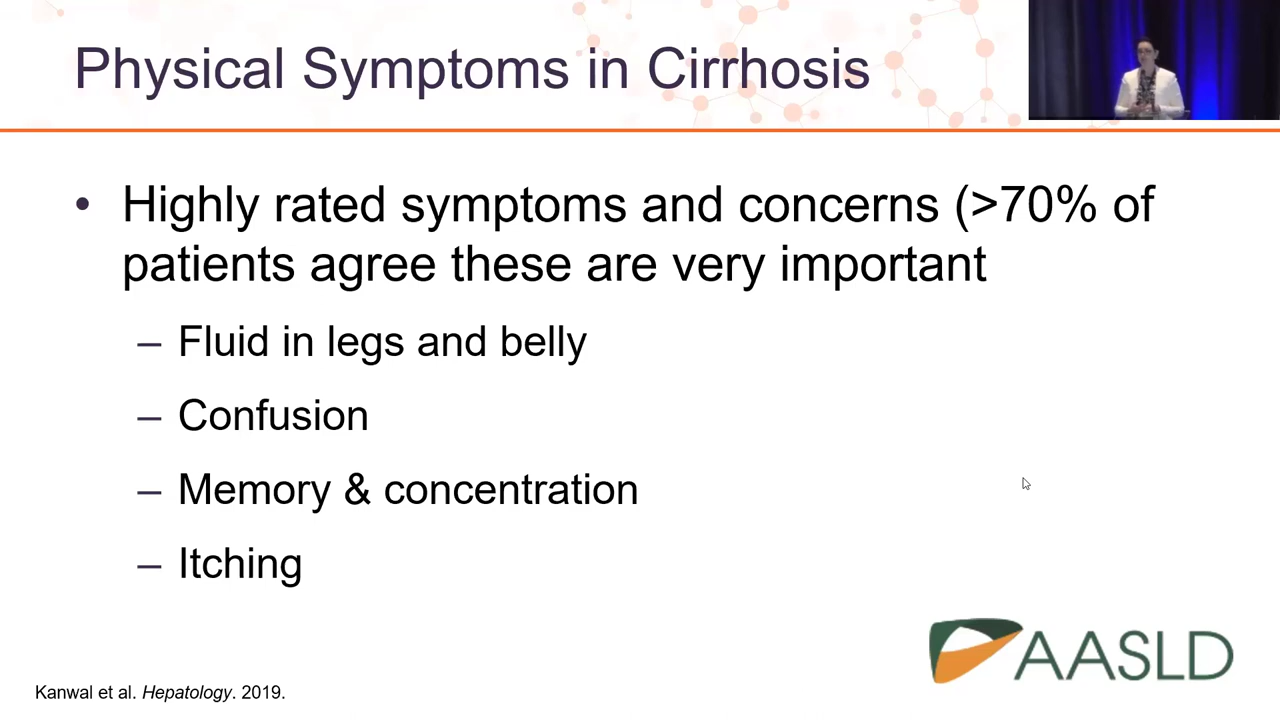 Physical Symptoms in Cirrhosis
• Highly rated symptoms and concerns (>70% of
patients agree these are very important
– Fluid in legs and belly
– Confusion
– Memory & concentration
– Itching
AASLD
Kanwal et al. Hepatology. 2019.